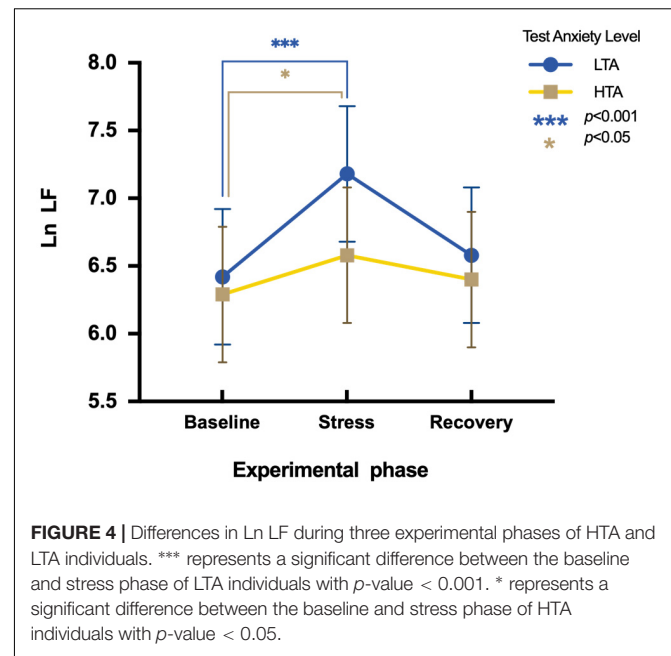 Test Anxiety Level
LTA
HTA
*** p<0.001
* p<0.05
***
*
8.0
7.5
7.0
6.5
6.0
5.5
Ln LF
Baseline Stress Recovery
Experimental phase
FIGURE 4 | Differences in Ln LF during three experimental phases of HTA and
LTA individuals. *** represents a significant difference between the baseline
and stress phase of LTA individuals with p-value < 0.001. * represents a
significant difference between the baseline and stress phase of HTA
individuals with p-value < 0.05.